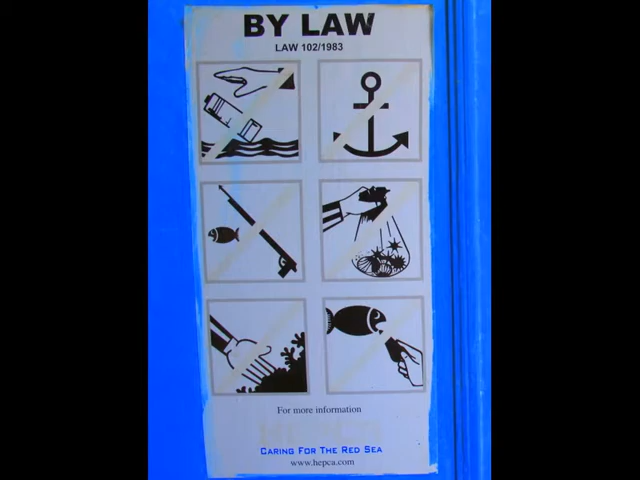 BY LAW
LAW 102/1983
For more information
CARING FOR THE RED SEA
www.hepca.com